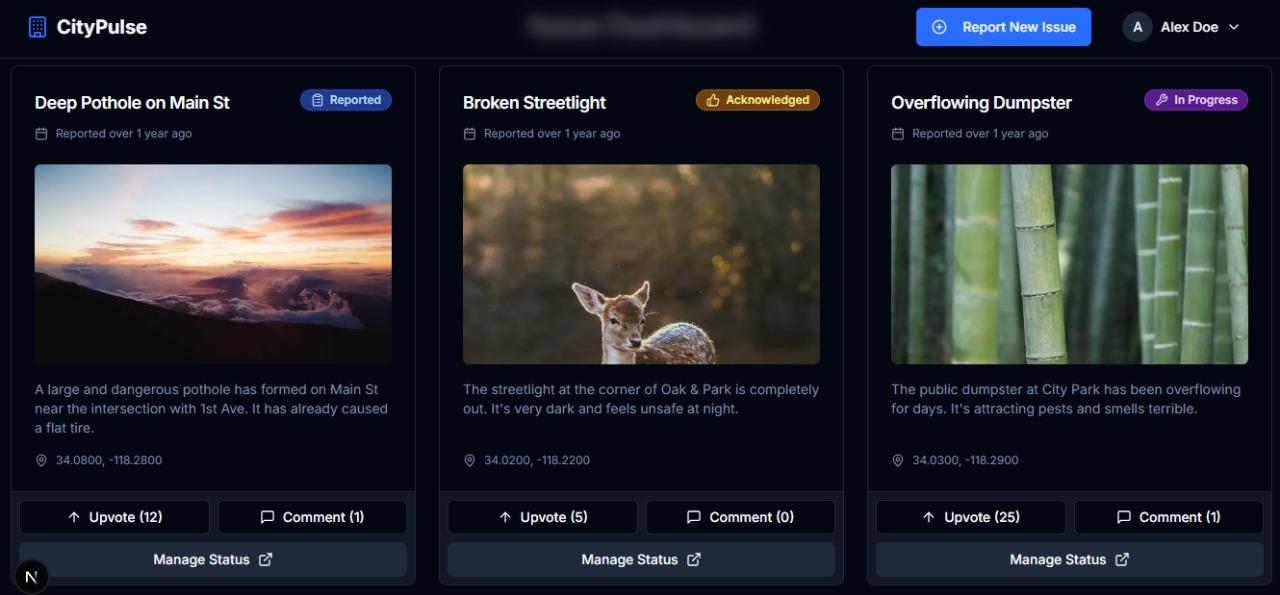 CityPulse
Issue Dashboard
Report New Issue
A
Alex Doe
Deep Pothole on Main St
Reported
Reported over 1 year ago
A large and dangerous pothole has formed on Main St
near the intersection with 1st Ave. It has already caused
a flat tire.
34.0800, -118.2800
Upvote (12)
Comment (1)
Manage Status
Broken Streetlight
Acknowledged
Reported over 1 year ago
The streetlight at the corner of Oak & Park is completely
out. It's very dark and feels unsafe at night.
34.0200, -118.2200
Upvote (5)
Comment (0)
Manage Status
Overflowing Dumpster
In Progress
Reported over 1 year ago
The public dumpster at City Park has been overflowing
for days. It's attracting pests and smells terrible.
34.0300, -118.2900
Upvote (25)
Comment (1)
Manage Status
N